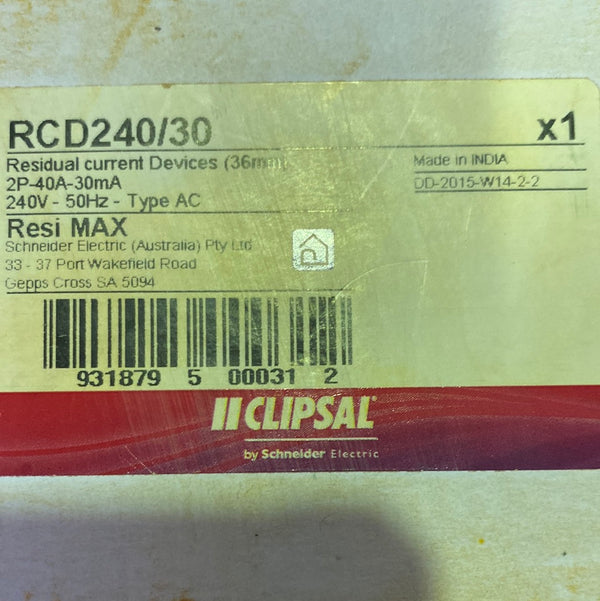 RCD240/30
x1
Residual current Devices (36mm)
Made in INDIA
2P-40A-30mA
DD-2015-W14-2-2
240V - 50Hz - Type AC
Resi MAX
Schneider Electric (Australia) Pty Ltd
33 - 37 Port Wakefield Road
Gepps Cross SA 5094
931879 5 00031 2
CLIPSAL
by Schneider Electric